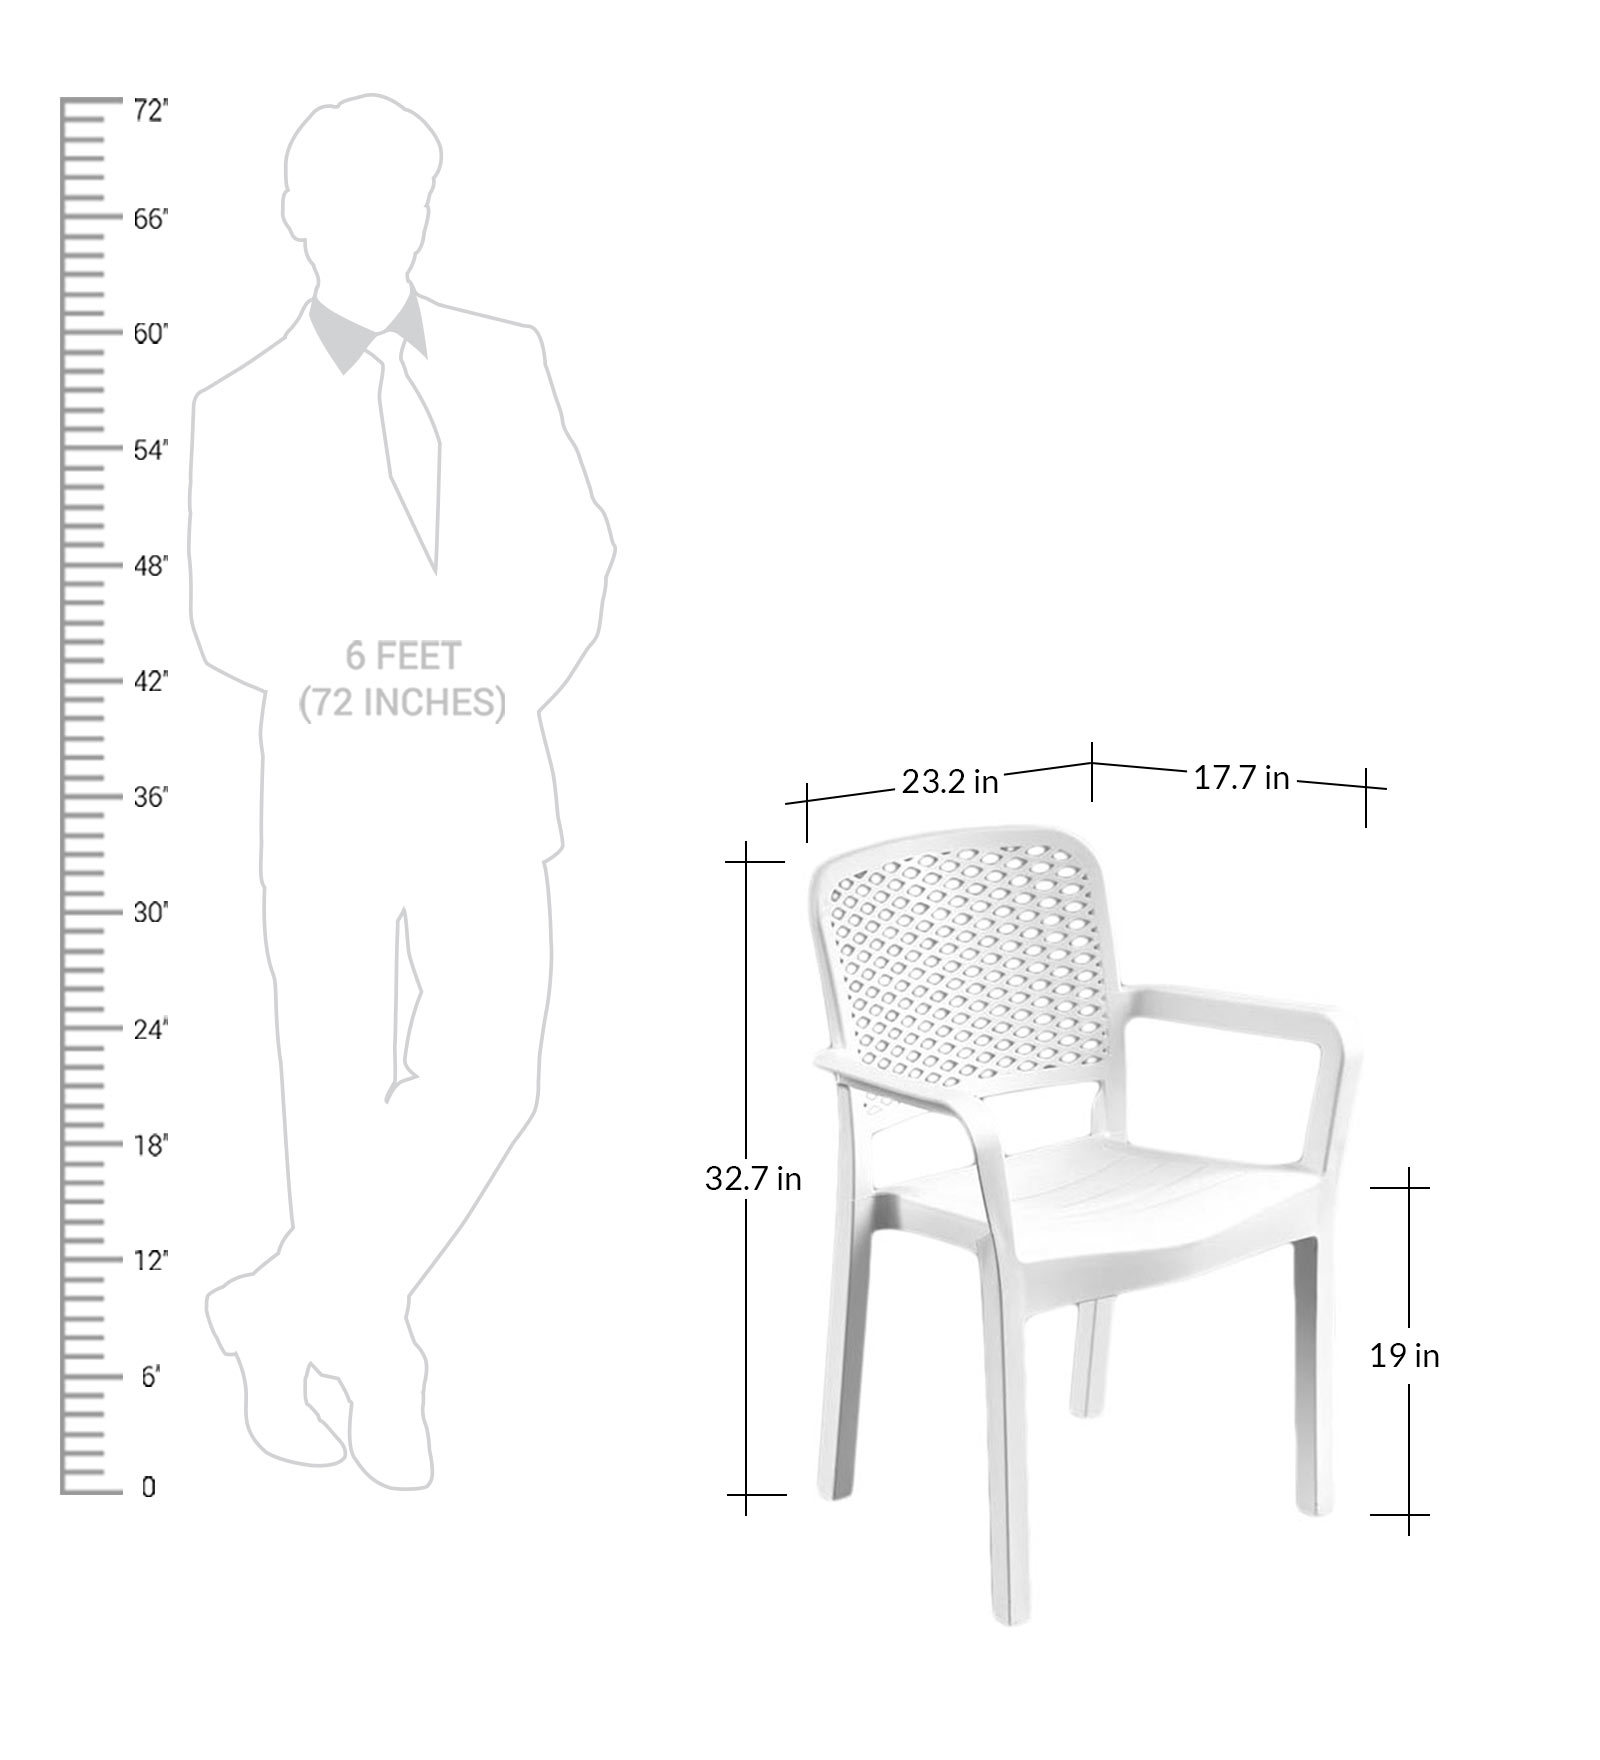 72"
66"
60"
54"
48"
42"
36"
30"
24"
18"
12"
6"
0
6 FEET
(72 INCHES)
23.2 in
17.7 in
32.7 in
19 in